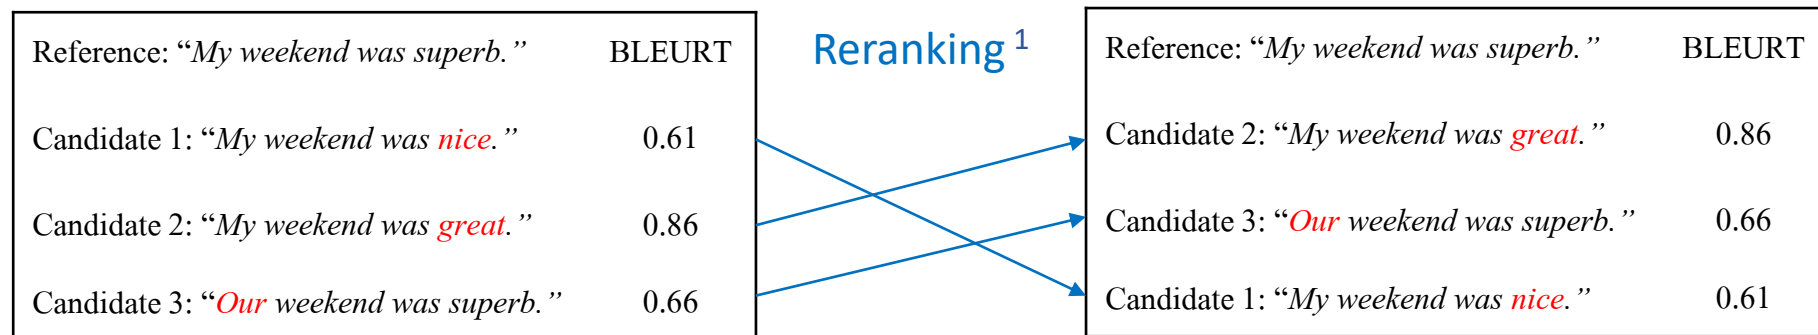 Reference: “My weekend was superb.” BLEURT
Candidate 1: “My weekend was nice.” 0.61
Candidate 2: “My weekend was great.” 0.86
Candidate 3: “Our weekend was superb.” 0.66
Reranking 1
Reference: “My weekend was superb.” BLEURT
Candidate 2: “My weekend was great.” 0.86
Candidate 3: “Our weekend was superb.” 0.66
Candidate 1: “My weekend was nice.” 0.61